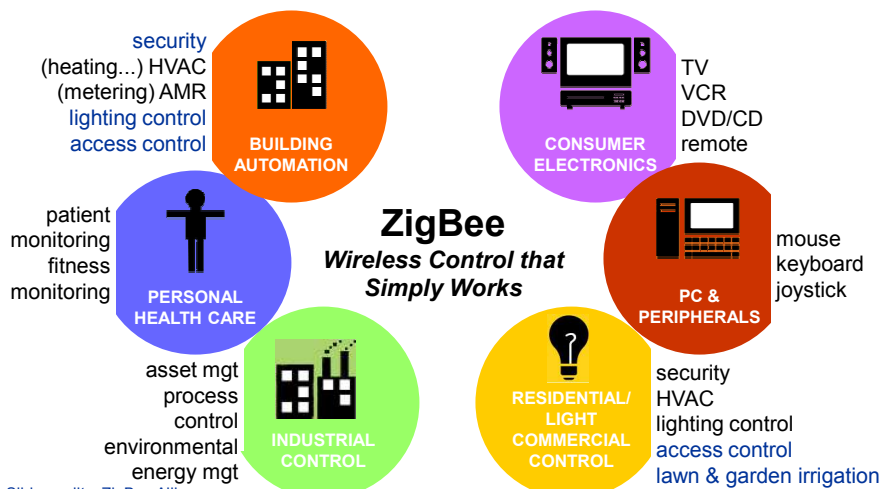 security
(heating...) HVAC
(metering) AMR
lighting control
access control
BUILDING
AUTOMATION
CONSUMER
ELECTRONICS
TV
VCR
DVD/CD
remote
patient
monitoring
fitness
monitoring
PERSONAL
HEALTH CARE
ZigBee
Wireless Control that
Simply Works
PC &
PERIPHERALS
mouse
keyboard
joystick
asset mgt
process
control
environmental
energy mgt
INDUSTRIAL
CONTROL
?
RESIDENTIAL/
LIGHT
COMMERCIAL
CONTROL
security
HVAC
lighting control
access control
lawn & garden irrigation